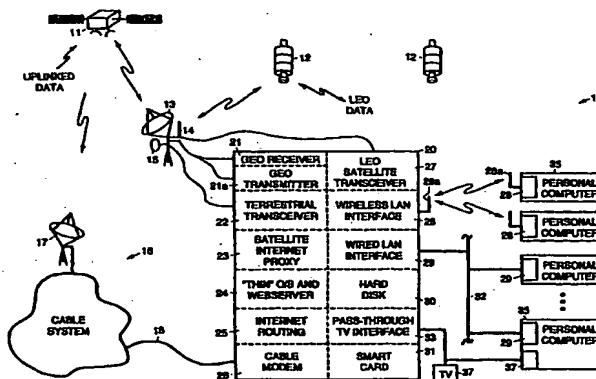 11
12
12
UPLINKED
DATA
LEO
DATA
13
14
15
21
20
GEO RECEIVER
GEO
TRANSMITTER
21a
LEO
SATELLITE
TRANSCEIVER
27
28a
28a
TERRESTRIAL
TRANSCEIVER
22
WIRELESS LAN
INTERFACE
28
SATELLITE
INTERNET
PROXY
23
WIRED LAN
INTERFACE
29
"THIN" O/S AND
WEBSERVER
24
HARD
DISK
30
INTERNET
ROUTING
25
PASS-THROUGH
TV INTERFACE
33
CABLE
MODEM
26
SMART
CARD
31
17
16
CABLE
SYSTEM
18
32
35
PERSONAL
COMPUTER
28
PERSONAL
COMPUTER
28
PERSONAL
COMPUTER
29
35
PERSONAL
COMPUTER
29
37
TV
37